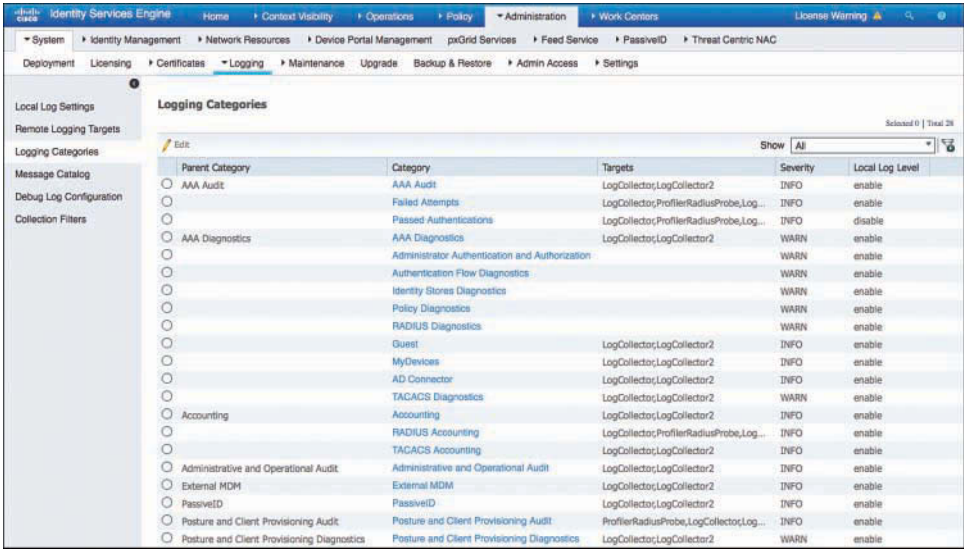 cisco Identity Services Engine Home Context Visibility Operations Policy Administration Work Centers License Warning
System Identity Management Network Resources Device Portal Management pxGrid Services Feed Service PassiveID Threat Centric NAC
Deployment Licensing Certificates Logging Maintenance Upgrade Backup & Restore Admin Access Settings
Local Log Settings
Remote Logging Targets
Logging Categories
Message Catalog
Debug Log Configuration
Collection Filters
Logging Categories
Selected 0 | Total 28
Edit Show All
Parent Category Category Targets Severity Local Log Level
AAA Audit AAA Audit LogCollector,LogCollector2 INFO enable
Failed Attempts LogCollector,ProfilerRadiusProbe,Log... INFO enable
Passed Authentications LogCollector,ProfilerRadiusProbe,Log... INFO disable
AAA Diagnostics AAA Diagnostics LogCollector,LogCollector2 WARN enable
Administrator Authentication and Authorization WARN enable
Authentication Flow Diagnostics WARN enable
Identity Stores Diagnostics WARN enable
Policy Diagnostics WARN enable
RADIUS Diagnostics WARN enable
Guest LogCollector,LogCollector2 INFO enable
MyDevices LogCollector,LogCollector2 INFO enable
AD Connector LogCollector,LogCollector2 INFO enable
TACACS Diagnostics LogCollector,LogCollector2 WARN enable
Accounting Accounting LogCollector,LogCollector2 INFO enable
RADIUS Accounting LogCollector,ProfilerRadiusProbe,Log... INFO enable
TACACS Accounting LogCollector,LogCollector2 INFO enable
Administrative and Operational Audit Administrative and Operational Audit LogCollector,LogCollector2 INFO enable
External MDM External MDM LogCollector,LogCollector2 INFO enable
PassiveID PassiveID LogCollector,LogCollector2 INFO enable
Posture and Client Provisioning Audit Posture and Client Provisioning Audit ProfilerRadiusProbe,LogCollector,Log... INFO enable
Posture and Client Provisioning Diagnostics Posture and Client Provisioning Diagnostics LogCollector,LogCollector2 WARN enable